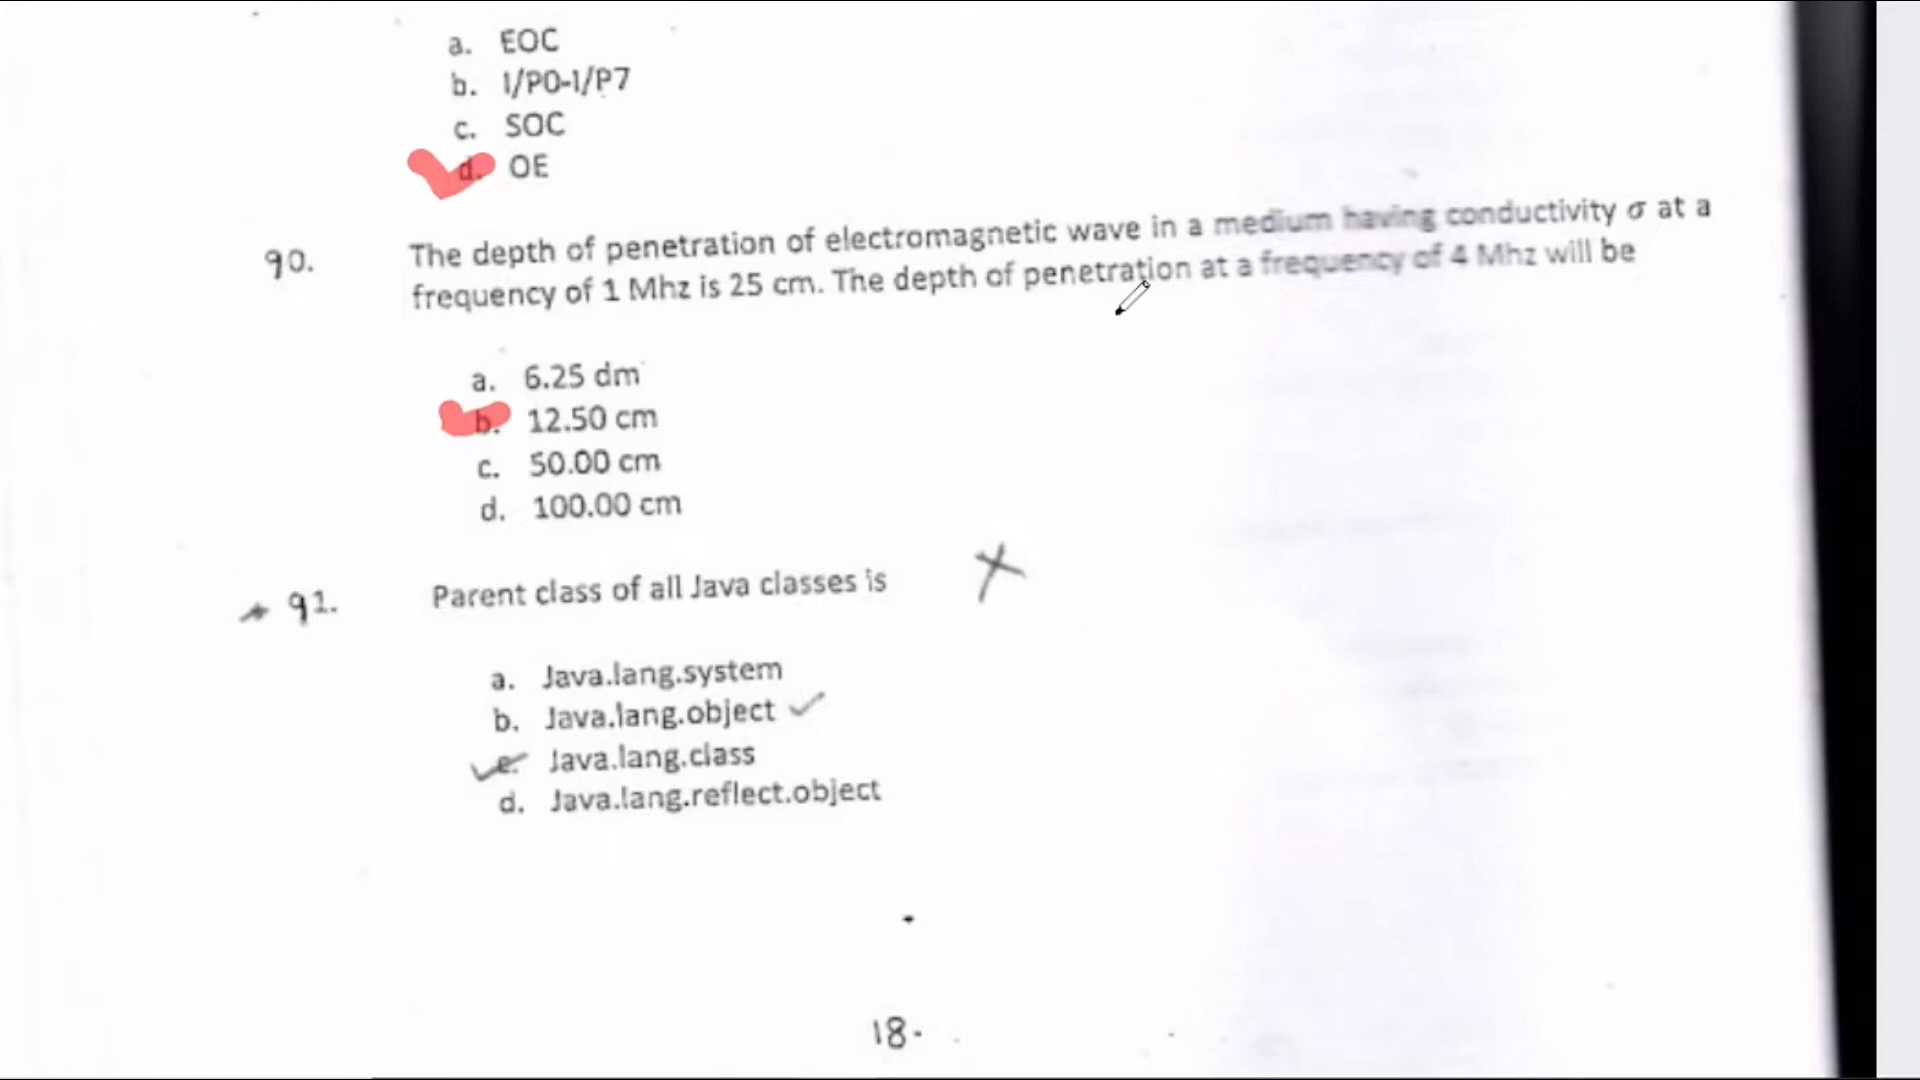 a. EOC
b. I/P0-I/P7
c. SOC
d. OE
90. The depth of penetration of electromagnetic wave in a medium having conductivity σ at a
frequency of 1 Mhz is 25 cm. The depth of penetration at a frequency of 4 Mhz will be
a. 6.25 dm
b. 12.50 cm
c. 50.00 cm
d. 100.00 cm
91. Parent class of all Java classes is
a. Java.lang.system
b. Java.lang.object
c. Java.lang.class
d. Java.lang.reflect.object
18.